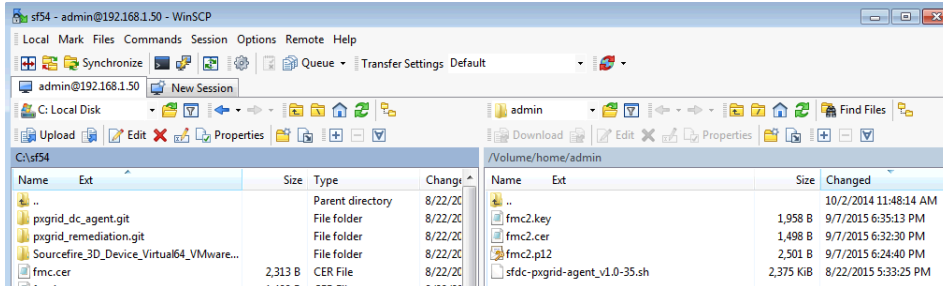 sf54 - admin@192.168.1.50 - WinSCP
Local Mark Files Commands Session Options Remote Help
Synchronize Queue Transfer Settings Default
admin@192.168.1.50 New Session
C: Local Disk admin Find Files
Upload Edit Properties Download Edit Properties
C:\sf54 /Volume/home/admin
Name Ext Size Type Name Ext Size Changed
.. Parent directory 8/22/20 .. 10/2/2014 11:48:14 AM
pxgrid_dc_agent.git File folder 8/22/20 fmc2.key 1,958 B 9/7/2015 6:35:13 PM
pxgrid_remediation.git File folder 8/22/20 fmc2.cer 1,498 B 9/7/2015 6:32:30 PM
Sourcefire_3D_Device_Virtual64_VMware... File folder 8/22/20 fmc2.p12 2,501 B 9/7/2015 6:24:40 PM
fmc.cer 2,313 B CER File 8/22/20 sfdc-pxgrid-agent_v1.0-35.sh 2,375 KiB 8/22/2015 5:33:25 PM